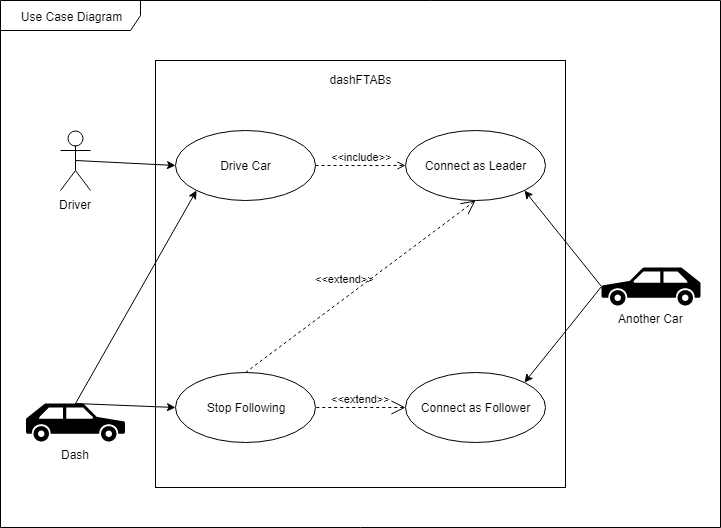 Use Case Diagram
dashFTABs
Drive Car
<<include>>
Connect as Leader
Driver
<<extend>>
Another Car
Stop Following
<<extend>>
Connect as Follower
Dash